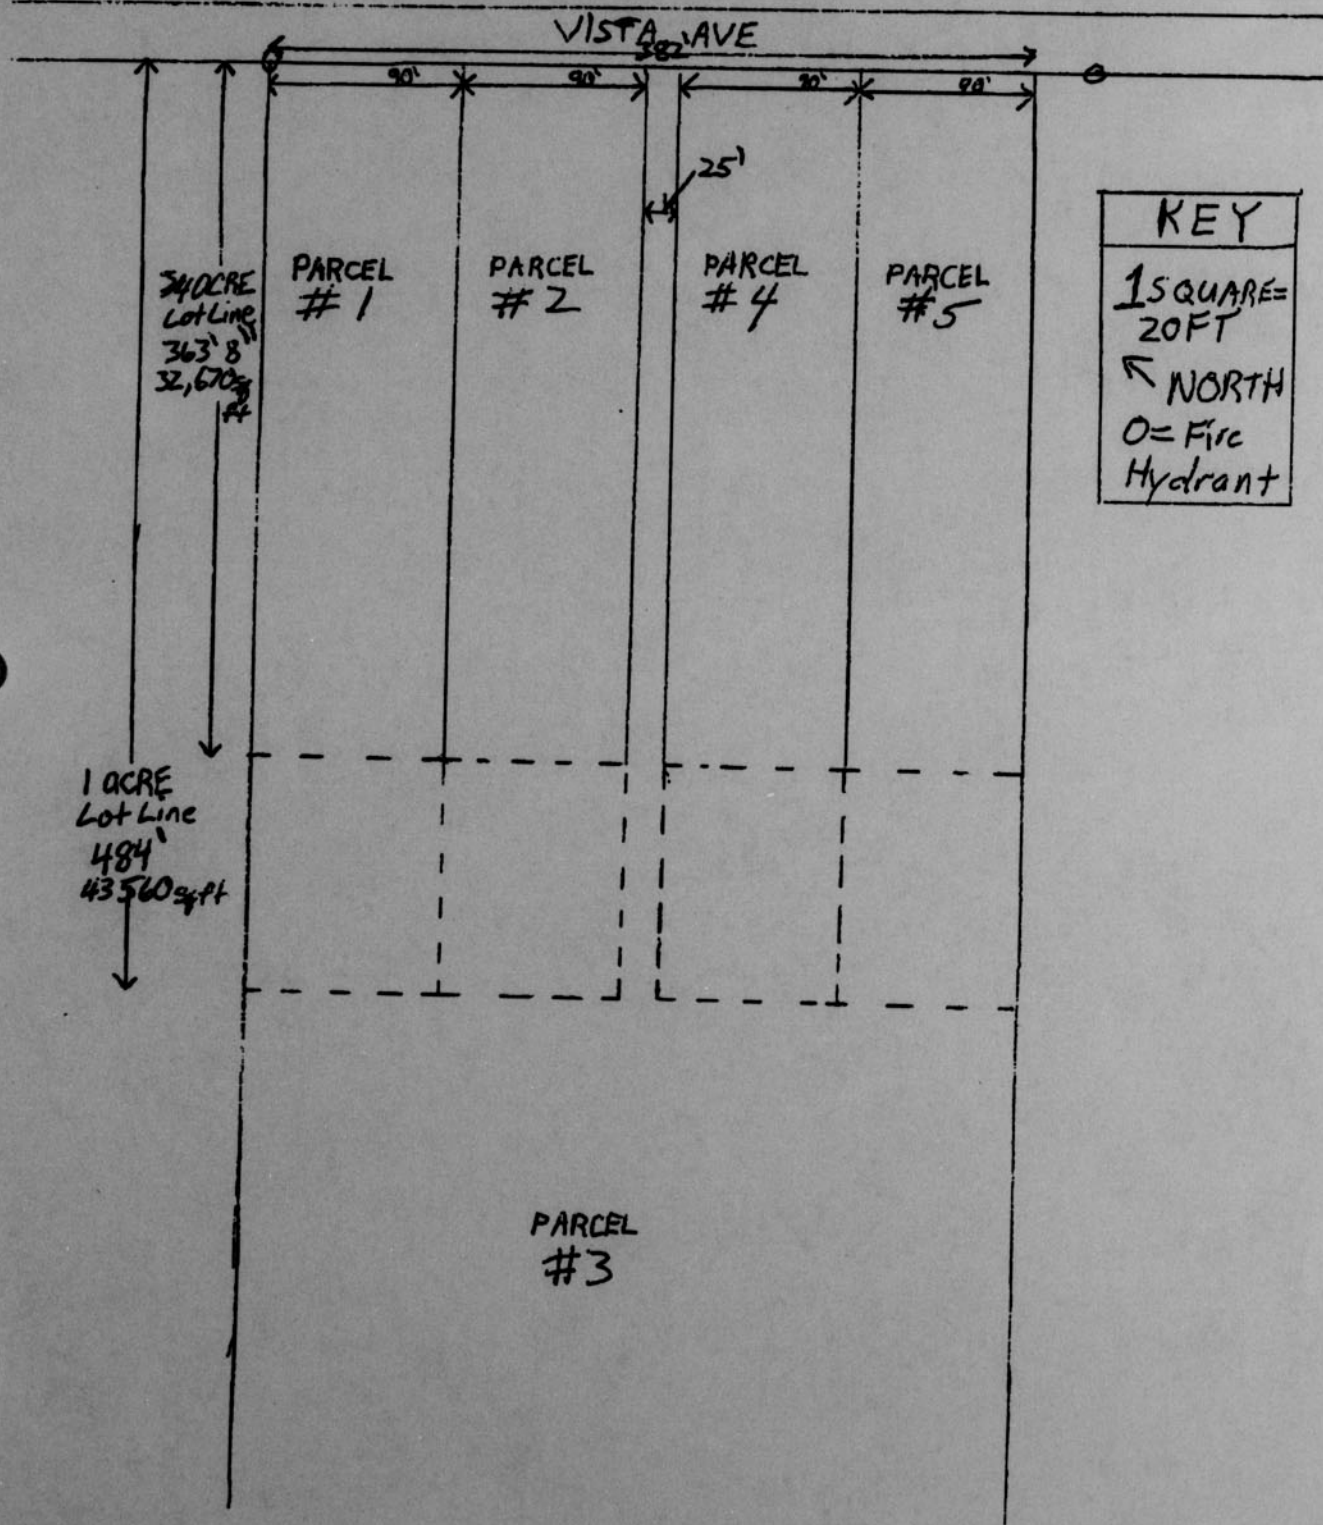 VISTA AVE
382'
90' 90' 90' 90'
25'
PARCEL
#1
PARCEL
#2
PARCEL
#4
PARCEL
#5
3/4 ACRE
Lot Line
363' 8"
32,670 sq
ft
1 ACRE
Lot Line
484'
43560 sq ft
PARCEL
#3
KEY
1 SQUARE=
20FT
↖ NORTH
O= Fire
Hydrant